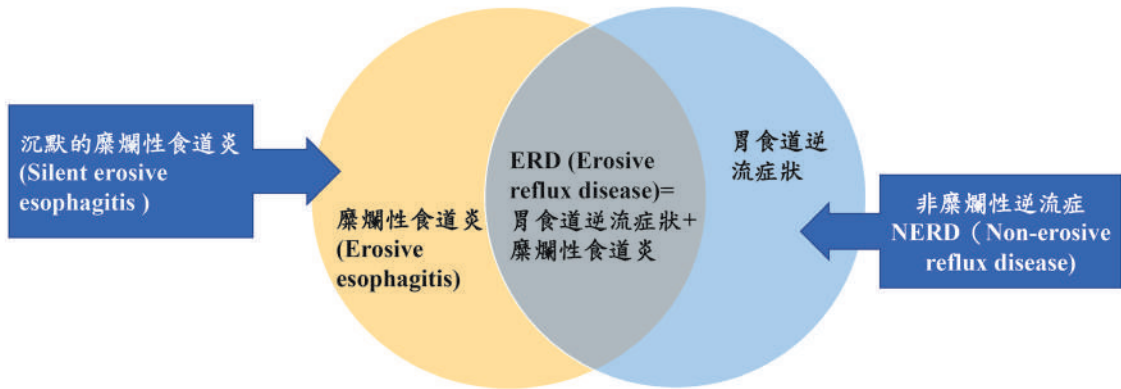 沉默的糜爛性食道炎
(Silent erosive
esophagitis )
糜爛性食道炎
(Erosive
esophagitis)
ERD (Erosive
reflux disease)=
胃食道逆流症狀+
糜爛性食道炎
胃食道逆
流症狀
非糜爛性逆流症
NERD（Non-erosive
reflux disease)